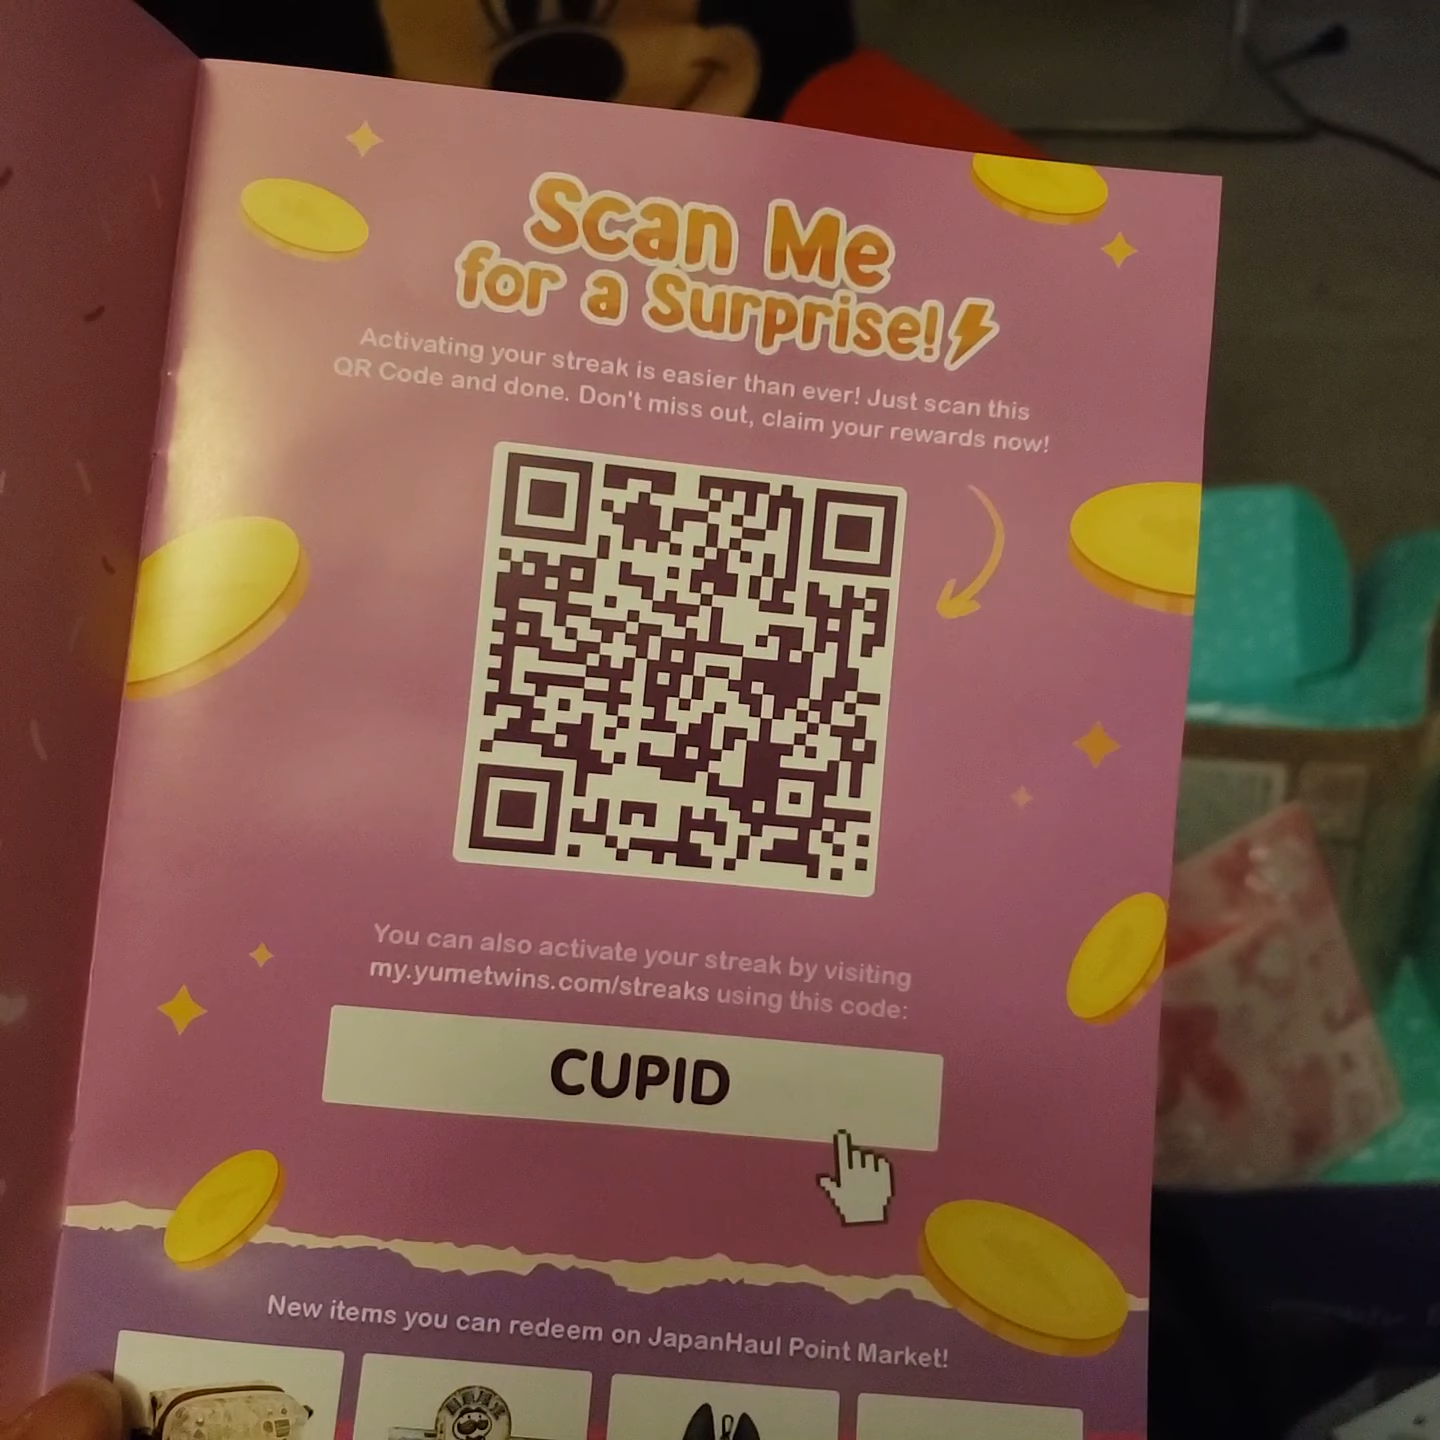 Scan Me
for a Surprise!
Activating your streak is easier than ever! Just scan this
QR Code and done. Don't miss out, claim your rewards now!
You can also activate your streak by visiting
my.yumetwins.com/streaks using this code:
CUPID
New items you can redeem on JapanHaul Point Market!